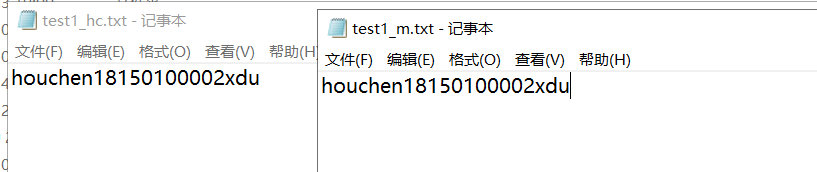 test1_hc.txt - 记事本
文件(F) 编辑(E) 格式(O) 查看(V) 帮助(H)
houchen18150100002xdu
test1_m.txt - 记事本
文件(F) 编辑(E) 格式(O) 查看(V) 帮助(H)
houchen18150100002xdu